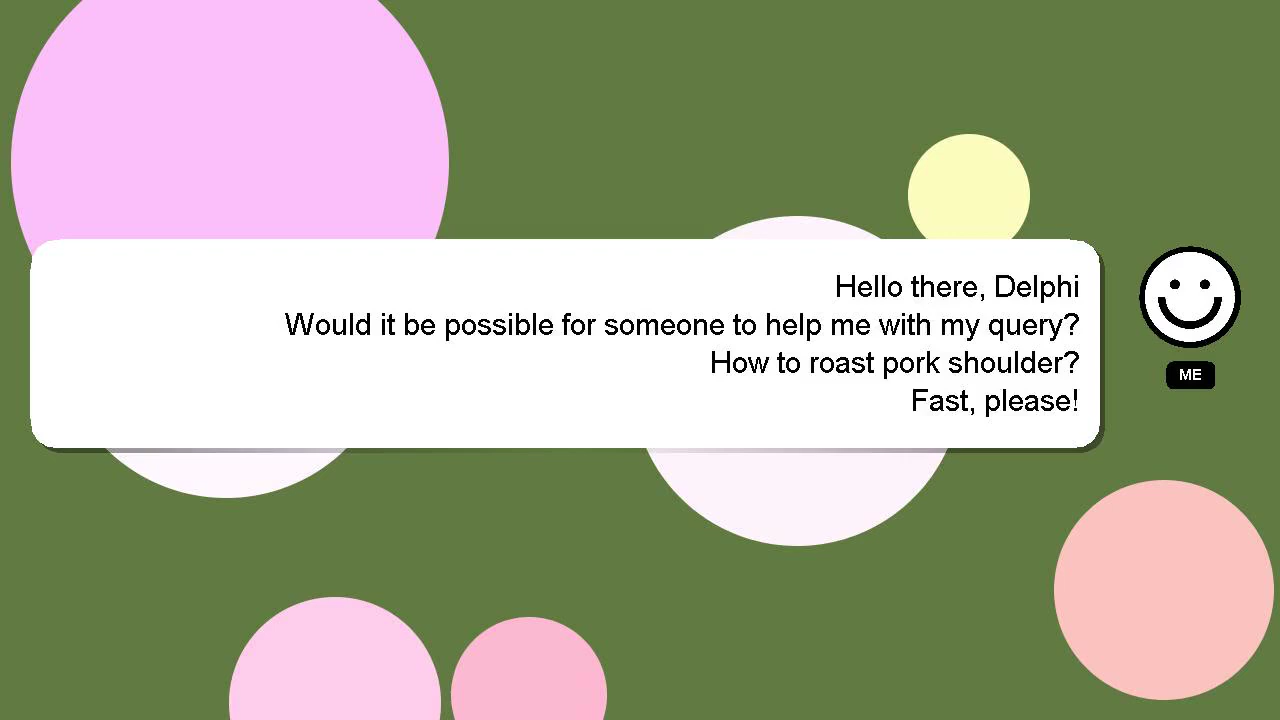 Hello there, Delphi
Would it be possible for someone to help me with my query?
How to roast pork shoulder?
Fast, please!
ME